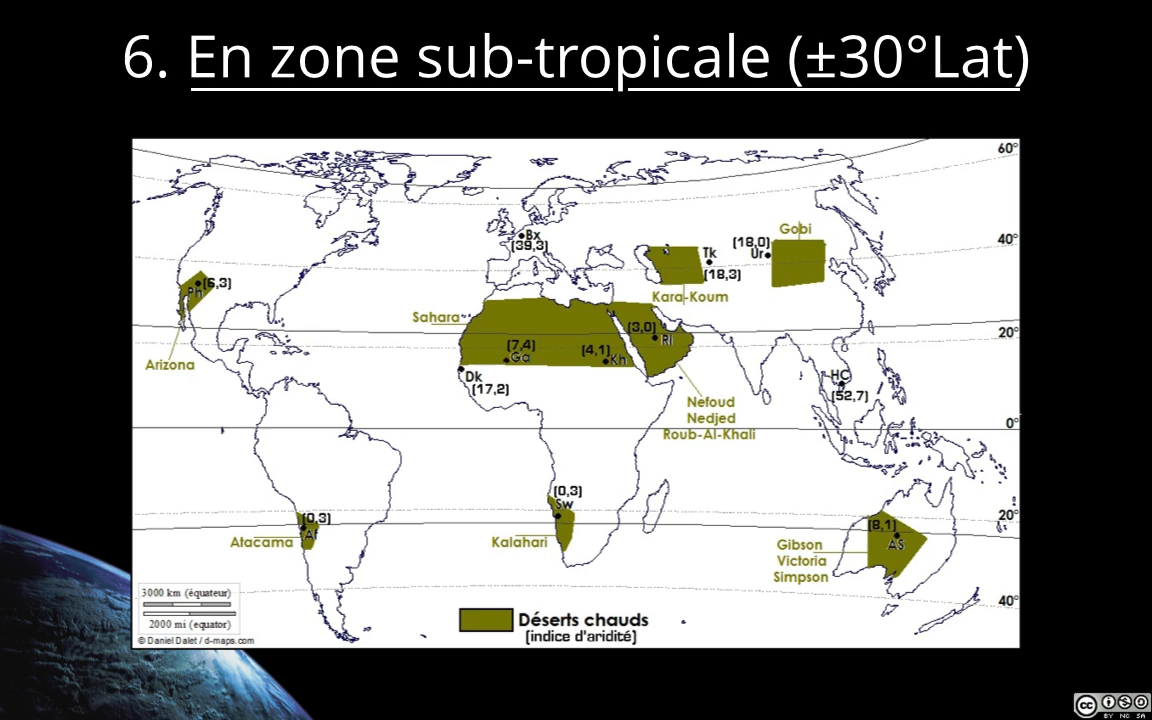 6. En zone sub-tropicale (±30°Lat)
60°
Gobi
Bx
[39,3]
[18,0]
Ur
40°
Tk
[18,3]
[6,3]
Ph
Kara-Koum
Sahara
[3,0]
Ri
20°
[7,4]
Ga
[4,1]
Kh
Arizona
Dk
[17,2]
HC
[52,7]
Nefoud
Nedjed
Roub-Al-Khali
0°
[0,3]
Sw
[0,3]
Af
20°
[8,1]
AS
Atacama
Kalahari
Gibson
Victoria
Simpson
40°
3000 km (équateur)
2000 mi (equator)
© Daniel Dalet / d-maps.com
Déserts chauds
[indice d'aridité]
cc
BY NC SA